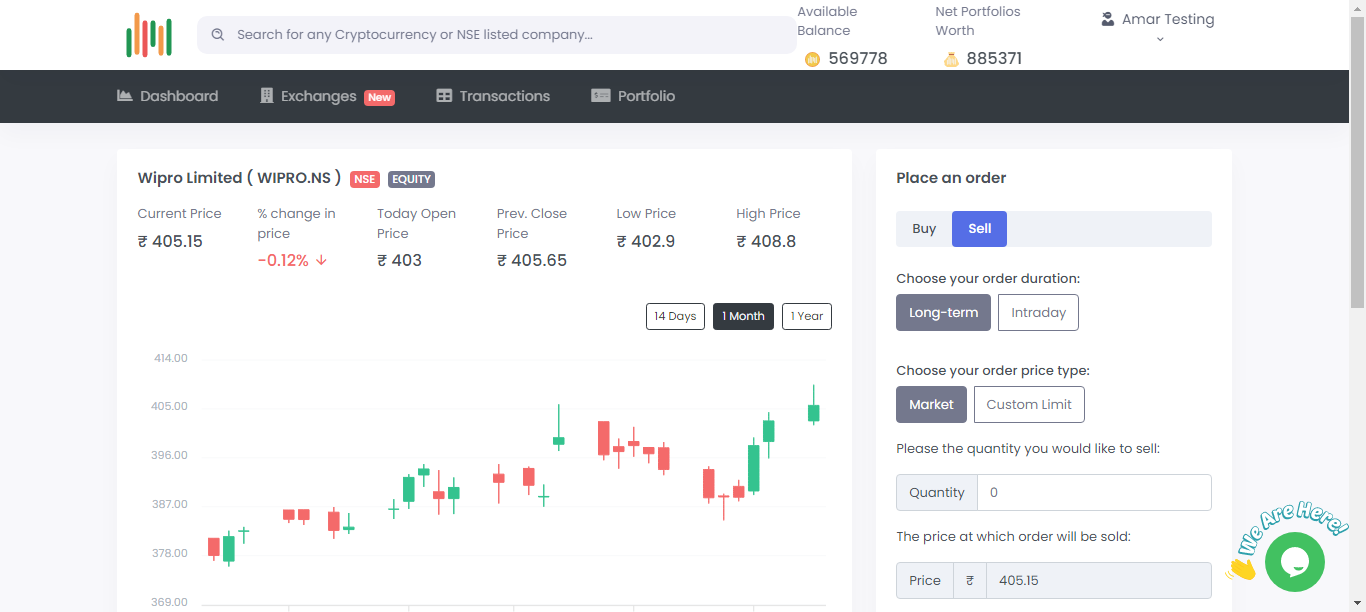 Search for any Cryptocurrency or NSE listed company...
Available
Balance
569778
Net Portfolios
Worth
885371
Amar Testing
Dashboard
Exchanges New
Transactions
Portfolio
Wipro Limited ( WIPRO.NS ) NSE EQUITY
Current Price
₹ 405.15
% change in
price
-0.12% ↓
Today Open
Price
₹ 403
Prev. Close
Price
₹ 405.65
Low Price
₹ 402.9
High Price
₹ 408.8
14 Days
1 Month
1 Year
414.00
405.00
396.00
387.00
378.00
369.00
Place an order
Buy
Sell
Choose your order duration:
Long-term
Intraday
Choose your order price type:
Market
Custom Limit
Please the quantity you would like to sell:
Quantity 0
The price at which order will be sold:
Price ₹ 405.15
We Are Here!